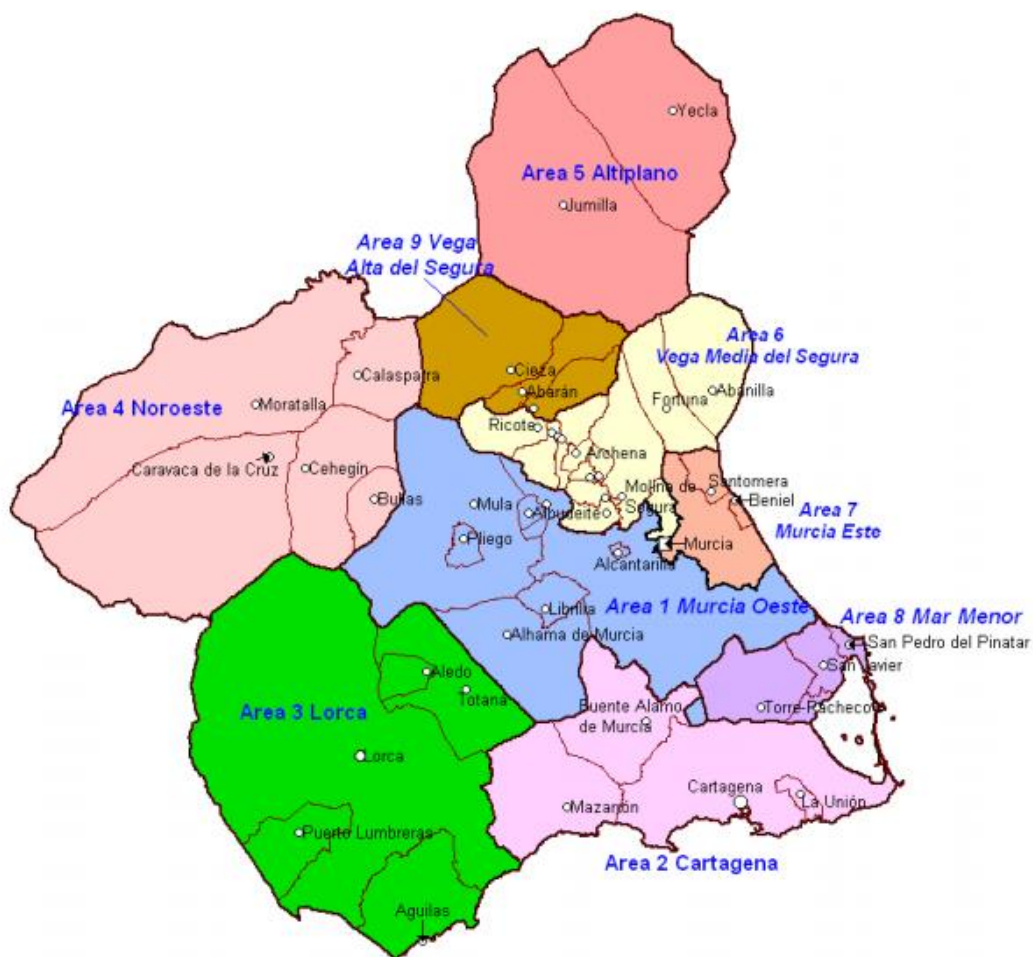 Yecla
Area 5 Altiplano
Jumilla
Area 9 Vega
Alta del Segura
Area 6
Vega Media del Segura
Calasparra
Cieza
Abarán
Abanilla
Fortuna
Area 4 Noroeste
Moratalla
Ricote
Archena
Caravaca de la Cruz
Cehegín
Bullas
Mula
Albudeite
Molina de
Segura
Santomera
Beniel
Area 7
Murcia Este
Pliego
Murcia
Alcantarilla
Librilla
Area 1 Murcia Oeste
Area 8 Mar Menor
Alhama de Murcia
San Pedro del Pinatar
San Javier
Aledo
Totana
Area 3 Lorca
Fuente Alamo
de Murcia
Torre-Pacheco
Lorca
Cartagena
La Unión
Mazarrón
Puerto Lumbreras
Area 2 Cartagena
Aguilas